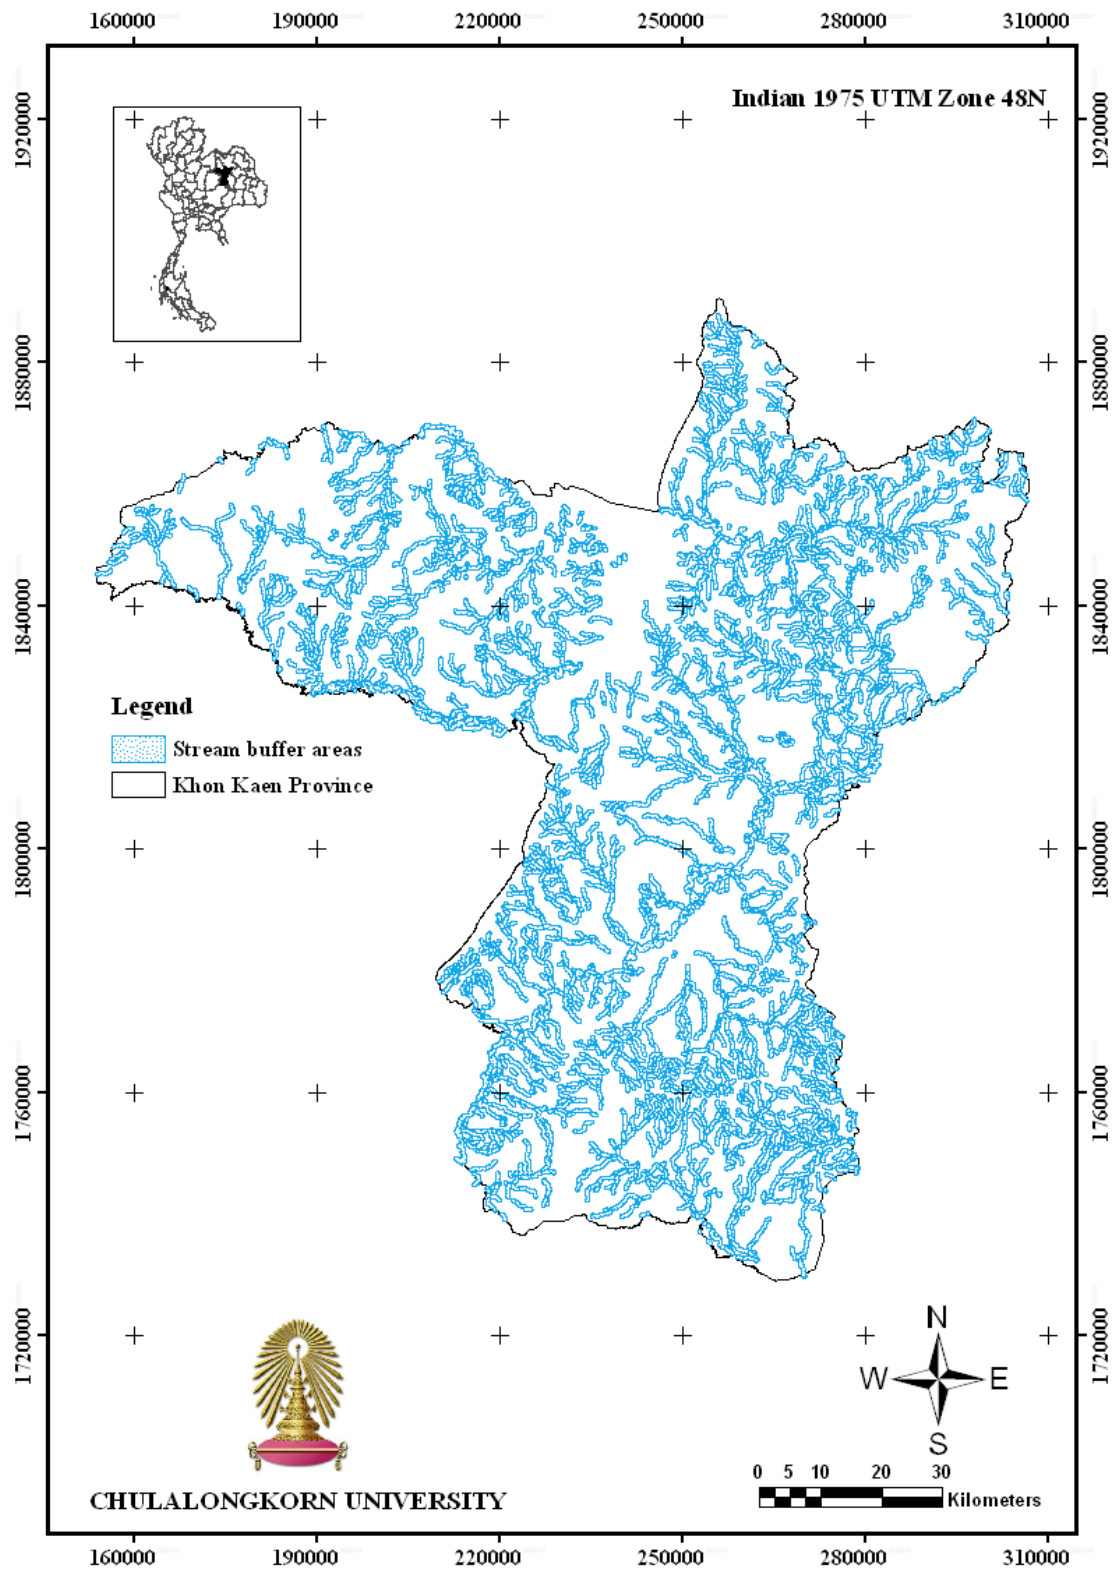 160000 190000 220000 250000 280000 310000
Indian 1975 UTM Zone 48N
1920000 1920000
1880000 1880000
1840000 1840000
Legend
Stream buffer areas
Khon Kaen Province
1800000 1800000
1760000 1760000
1720000 1720000
N
W E
S
0 5 10 20 30
Kilometers
CHULALONGKORN UNIVERSITY
160000 190000 220000 250000 280000 310000